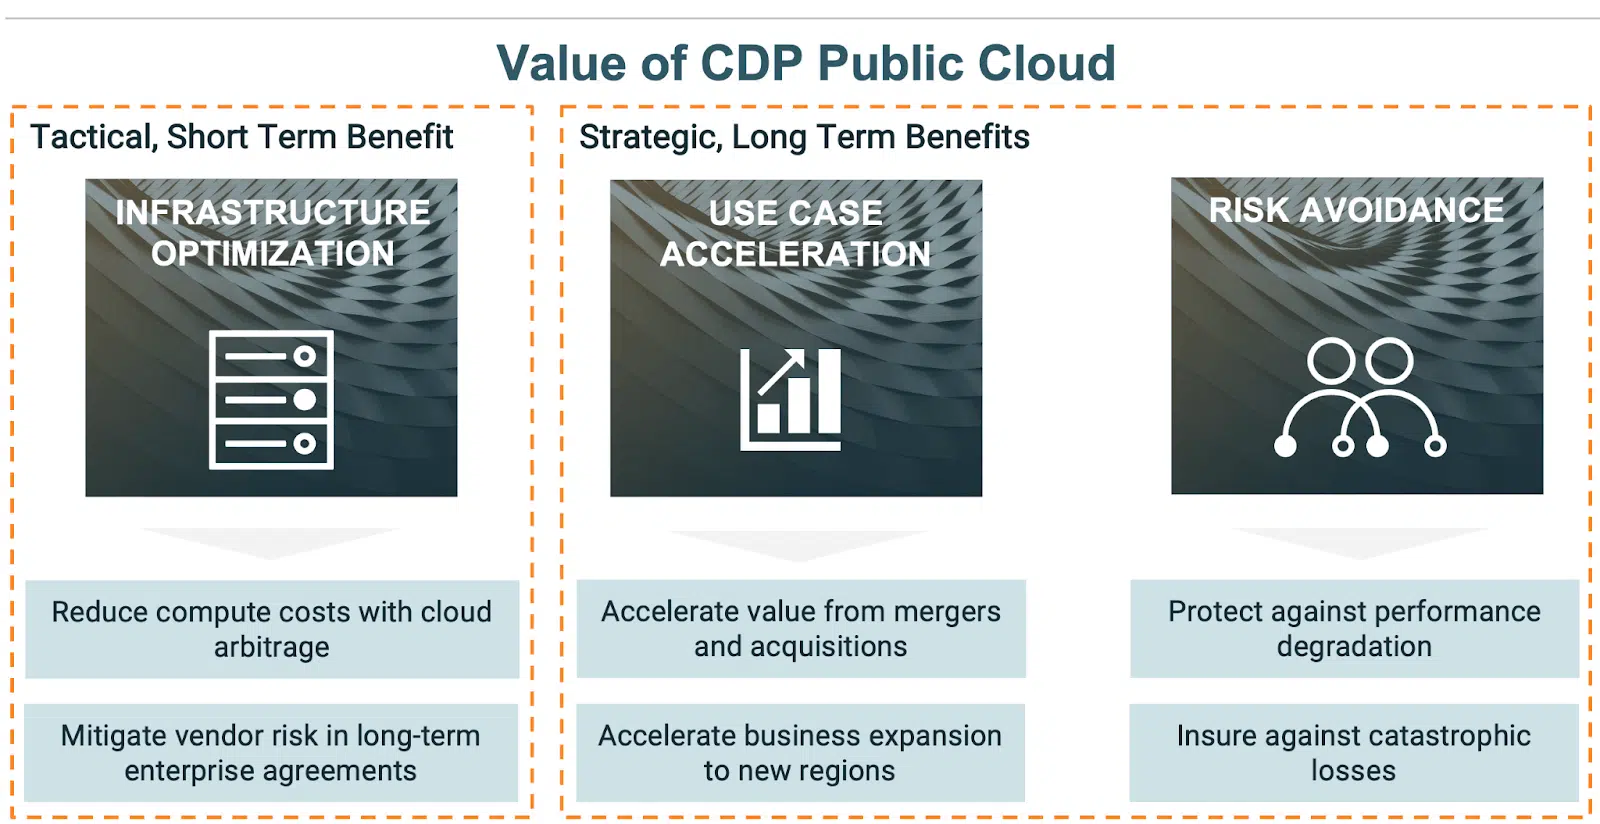 Value of CDP Public Cloud
Tactical, Short Term Benefit
INFRASTRUCTURE
OPTIMIZATION
Reduce compute costs with cloud
arbitrage
Mitigate vendor risk in long-term
enterprise agreements
Strategic, Long Term Benefits
USE CASE
ACCELERATION
Accelerate value from mergers
and acquisitions
Accelerate business expansion
to new regions
RISK AVOIDANCE
Protect against performance
degradation
Insure against catastrophic
losses